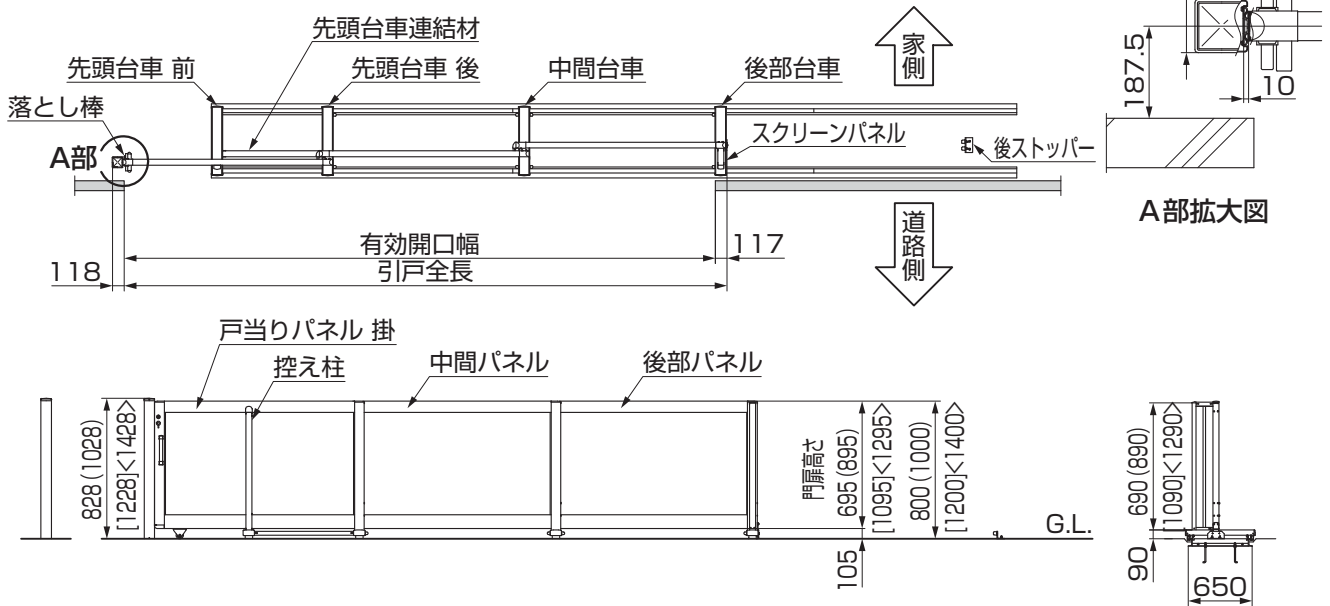 先頭台車連結材
先頭台車 前
先頭台車 後
中間台車
後部台車
家側
落とし棒
A部
スクリーンパネル
後ストッパー
187.5
10
A部拡大図
有効開口幅
117
118
引戸全長
道路側
戸当りパネル 掛
控え柱
中間パネル
後部パネル
828(1028)
[1228]<1428>
門扉高さ
695(895)
[1095]<1295>
800(1000)
[1200]<1400>
105
G.L.
690(890)
[1090]<1290>
90
650